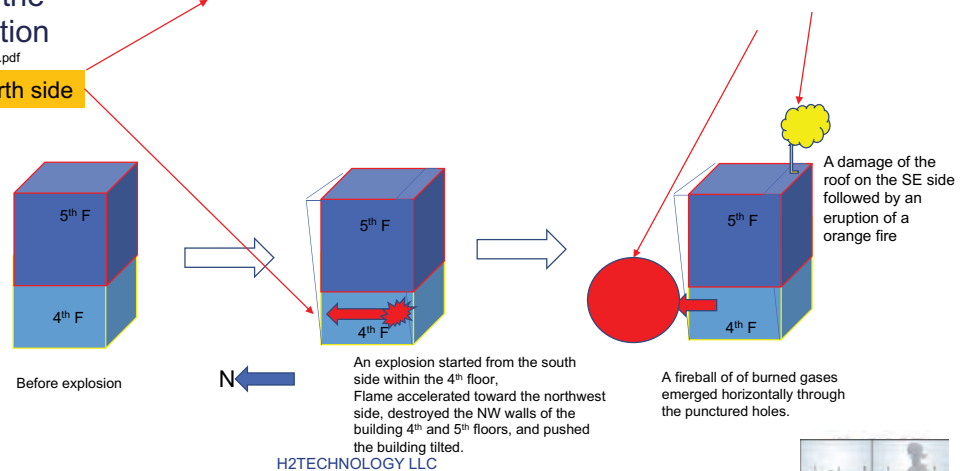 the
tion
.pdf
rth side
5th F
4th F
Before explosion
N
5th F
4th F
An explosion started from the south
side within the 4th floor,
Flame accelerated toward the northwest
side, destroyed the NW walls of the
building 4th and 5th floors, and pushed
the building tilted.
5th F
4th F
A damage of the
roof on the SE side
followed by an
eruption of a
orange fire
A fireball of of burned gases
emerged horizontally through
the punctured holes.
H2TECHNOLOGY LLC